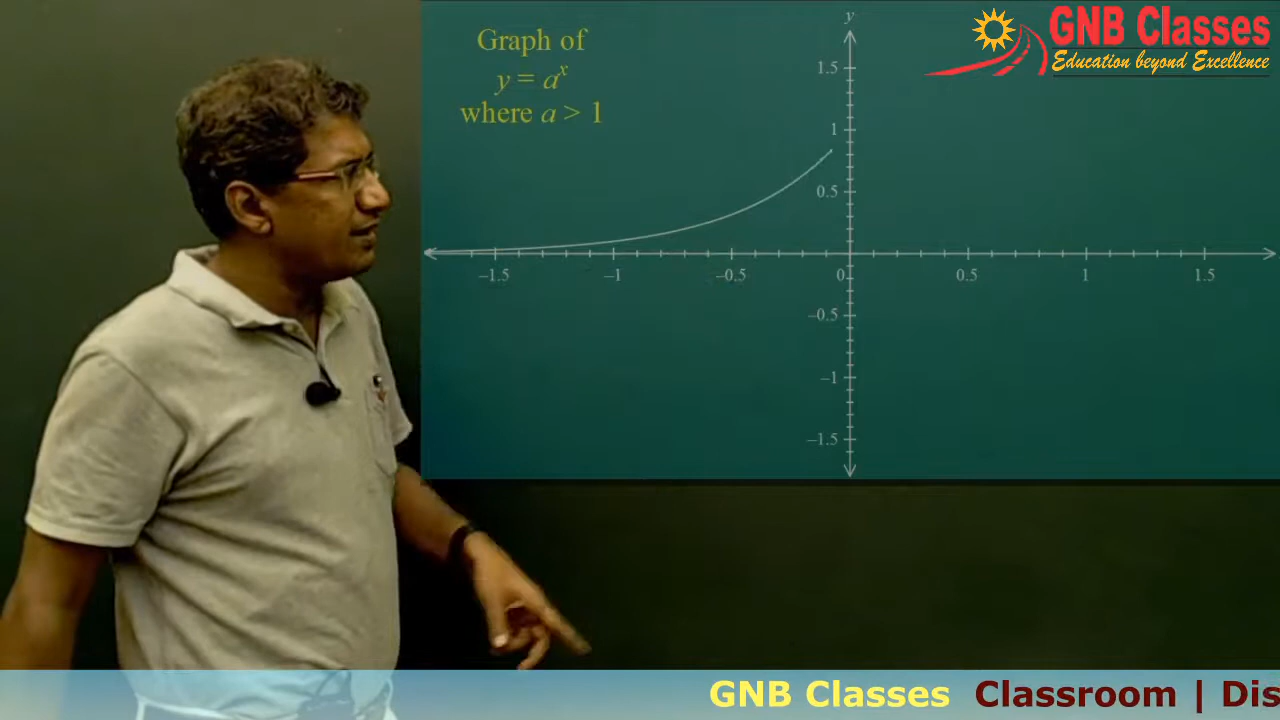 Graph of
y = aˣ
where a > 1
y
1.5
1
0.5
–1.5 –1 –0.5 0 0.5 1 1.5
–0.5
–1
–1.5
GNB Classes
Education beyond Excellence
GNB Classes Classroom | Dis